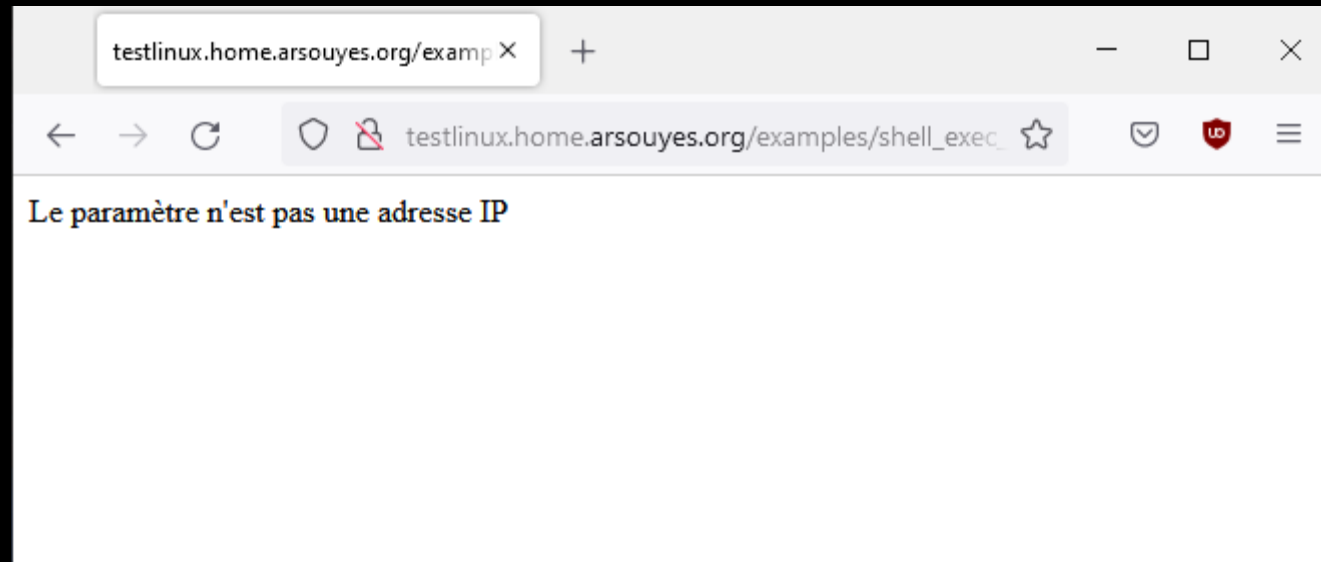 testlinux.home.arsouyes.org/examp
testlinux.home.arsouyes.org/examples/shell_exec_
Le paramètre n'est pas une adresse IP